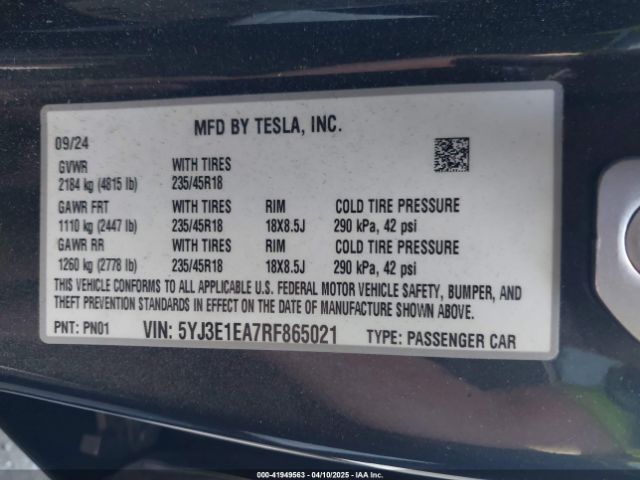 MFD BY TESLA, INC.
09/24
GVWR WITH TIRES
2184 kg (4815 lb) 235/45R18
GAWR FRT WITH TIRES RIM COLD TIRE PRESSURE
1110 kg (2447 lb) 235/45R18 18X8.5J 290 kPa, 42 psi
GAWR RR WITH TIRES RIM COLD TIRE PRESSURE
1260 kg (2778 lb) 235/45R18 18X8.5J 290 kPa, 42 psi
THIS VEHICLE CONFORMS TO ALL APPLICABLE U.S. FEDERAL MOTOR VEHICLE SAFETY, BUMPER, AND
THEFT PREVENTION STANDARDS IN EFFECT ON THE DATE OF MANUFACTURE SHOWN ABOVE.
PNT: PN01 VIN: 5YJ3E1EA7RF865021 TYPE: PASSENGER CAR
000-41949563 - 04/10/2025 - IAAI.COM